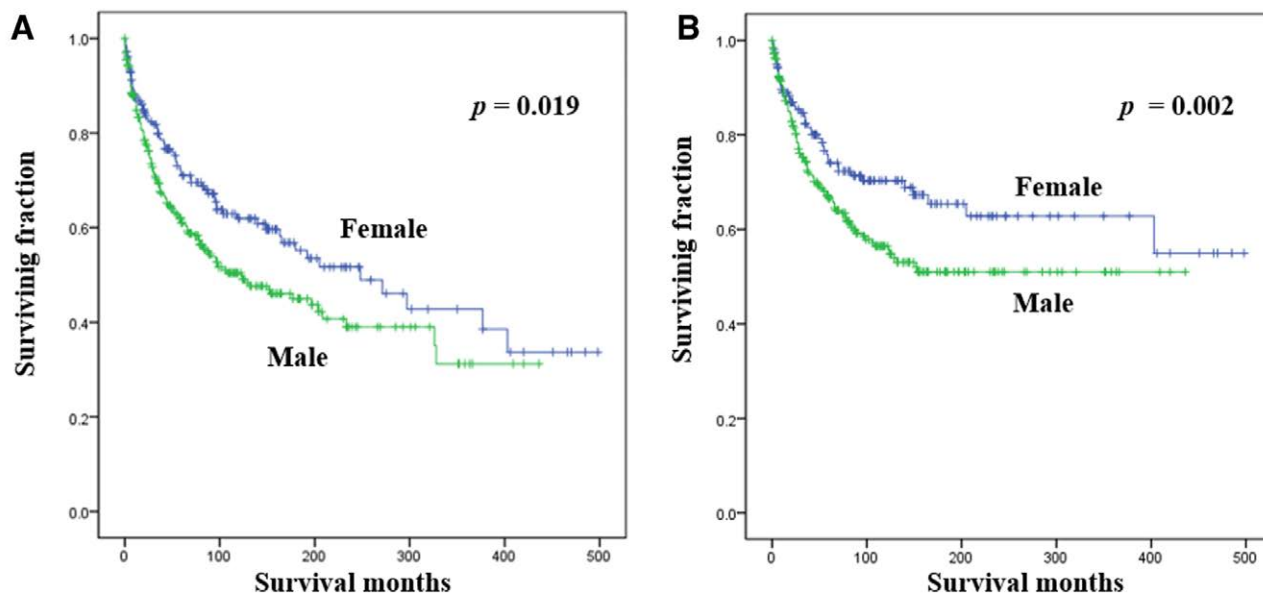 A
1.0
0.8
0.6
0.4
0.2
0.0
Survivinig fraction
p = 0.019
Female
Male
0 100 200 300 400 500
Survival months
B
1.0
0.8
0.6
0.4
0.2
0.0
Survivinig fraction
p = 0.002
Female
Male
0 100 200 300 400 500
Survival months